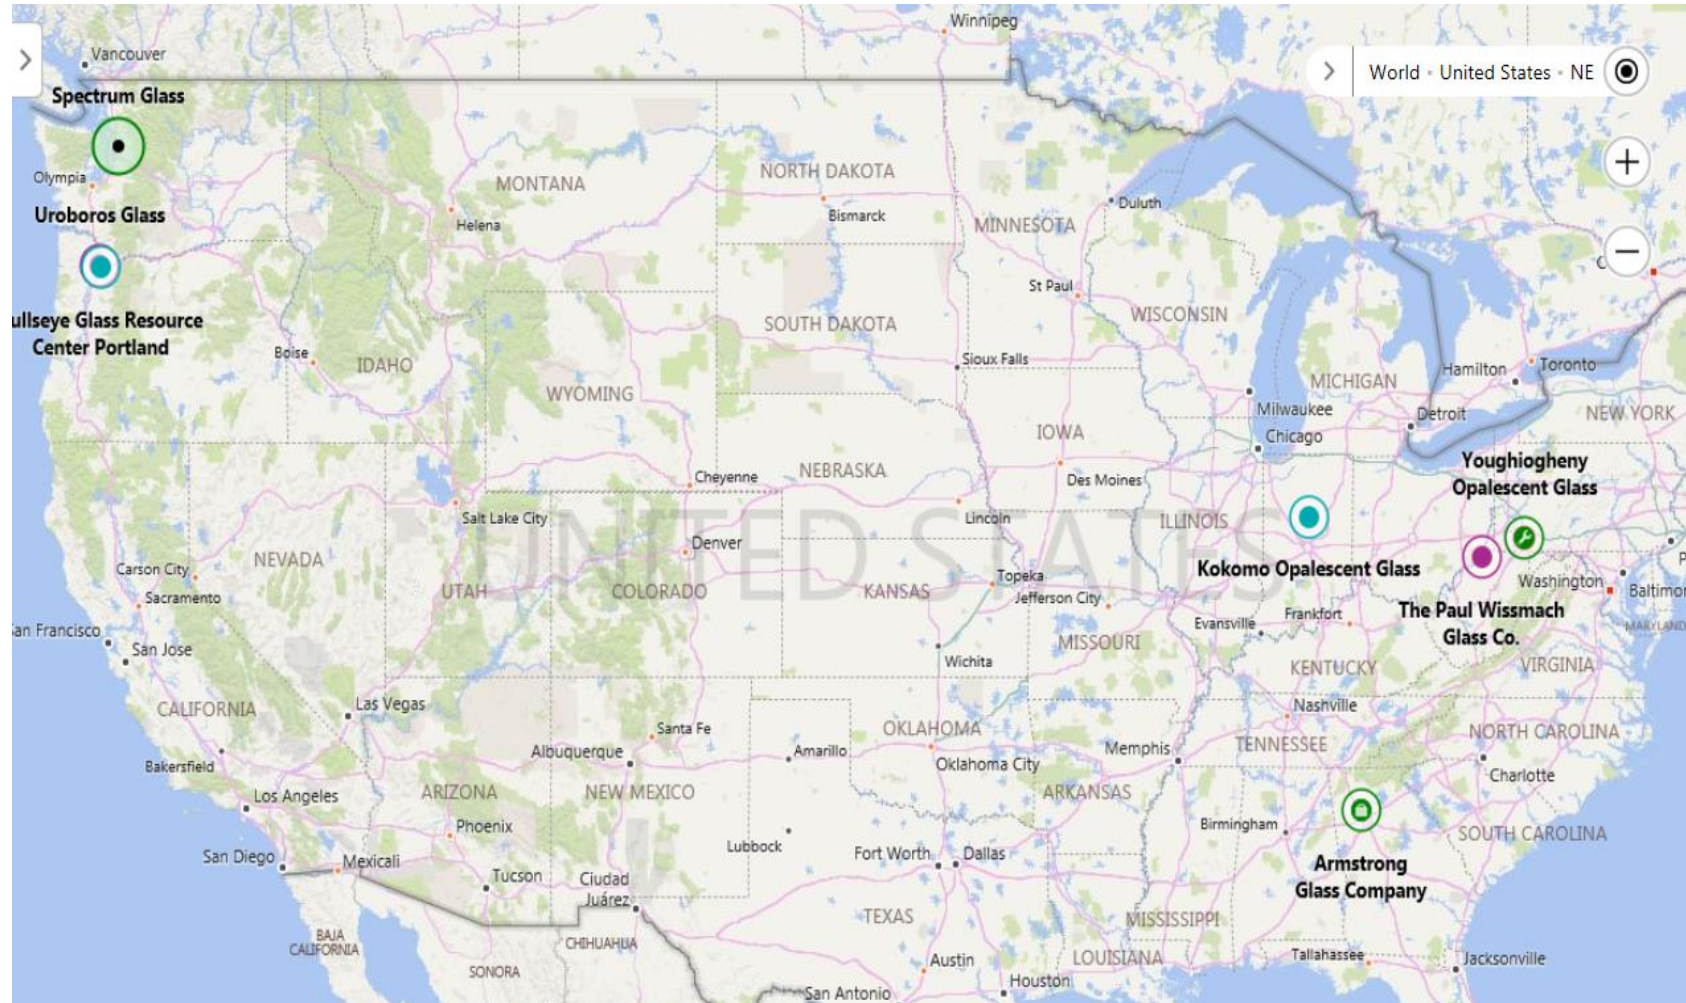 Winnipeg
Vancouver
World • United States • NE
Spectrum Glass
Olympia
MONTANA
NORTH DAKOTA
Duluth
Uroboros Glass
Helena
Bismarck
MINNESOTA
St Paul
WISCONSIN
ullseye Glass Resource
Center Portland
SOUTH DAKOTA
Boise
IDAHO
Sioux Falls
Hamilton
Toronto
WYOMING
MICHIGAN
Milwaukee
Detroit
NEW YORK
IOWA
Chicago
Youghiogheny
Opalescent Glass
Cheyenne
NEBRASKA
Des Moines
Salt Lake City
Lincoln
ILLINOIS
UNITED STATES
Denver
NEVADA
Carson City
Kokomo Opalescent Glass
Topeka
Washington
UTAH
COLORADO
KANSAS
Baltimor
Sacramento
Jefferson City
The Paul Wissmach
Glass Co.
Evansville
Frankfort
MARYLAND
an Francisco
San Jose
MISSOURI
Wichita
KENTUCKY
VIRGINIA
CALIFORNIA
Las Vegas
Nashville
Santa Fe
OKLAHOMA
NORTH CAROLINA
Albuquerque
Amarillo
Memphis
TENNESSEE
Bakersfield
Oklahoma City
Charlotte
Los Angeles
ARIZONA
NEW MEXICO
ARKANSAS
Phoenix
Birmingham
SOUTH CAROLINA
Lubbock
San Diego
Mexicali
Fort Worth
Dallas
Armstrong
Glass Company
Tucson
Ciudad
Juárez
TEXAS
MISSISSIPPI
BAJA
CALIFORNIA
CHIHUAHUA
SONORA
Austin
LOUISIANA
Tallahassee
Jacksonville
Houston
San Antonio